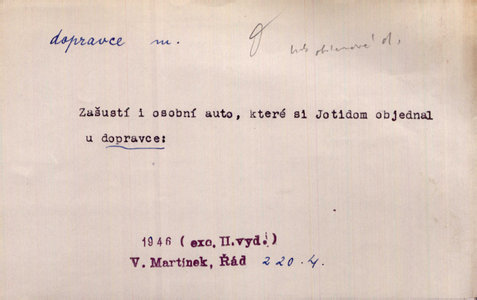 dopravce m.
Zašustí i osobní auto, které si Jotidom objednal
u dopravce:
1946 (exc. II. vyd.)
V. Martínek, Řád 220.4.